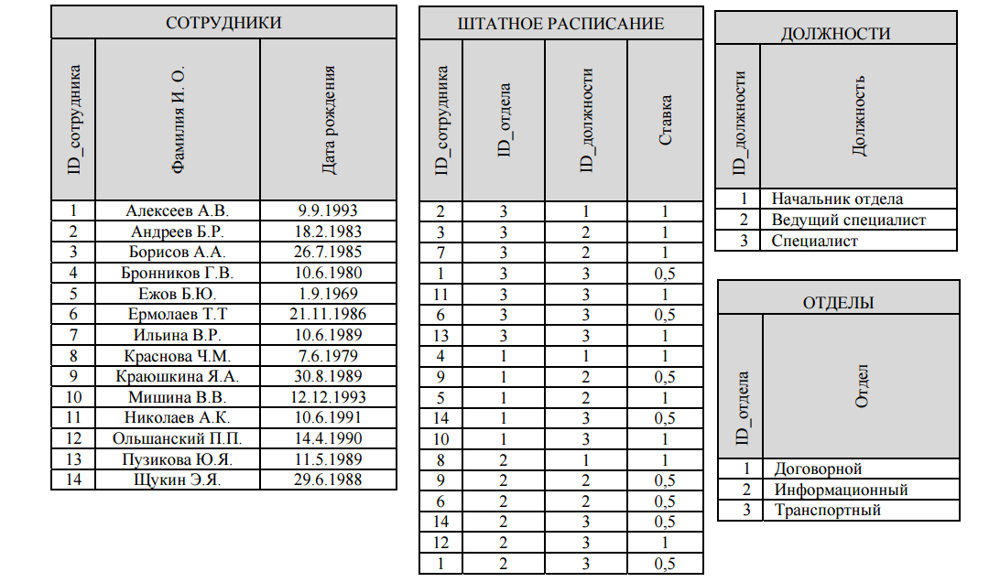 СОТРУДНИКИ
ID_сотрудника Фамилия И. О. Дата рождения
1 Алексеев А.В. 9.9.1993
2 Андреев Б.Р. 18.2.1983
3 Борисов А.А. 26.7.1985
4 Бронников Г.В. 10.6.1980
5 Ежов Б.Ю. 1.9.1969
6 Ермолаев Т.Т 21.11.1986
7 Ильина В.Р. 10.6.1989
8 Краснова Ч.М. 7.6.1979
9 Краюшкина Я.А. 30.8.1989
10 Мишина В.В. 12.12.1993
11 Николаев А.К. 10.6.1991
12 Ольшанский П.П. 14.4.1990
13 Пузикова Ю.Я. 11.5.1989
14 Щукин Э.Я. 29.6.1988
ШТАТНОЕ РАСПИСАНИЕ
ID_сотрудника ID_отдела ID_должности Ставка
2 3 1 1
3 3 2 1
7 3 2 1
1 3 3 0,5
11 3 3 1
6 3 3 0,5
13 3 3 1
4 1 1 1
9 1 2 0,5
5 1 2 1
14 1 3 0,5
10 1 3 1
8 2 1 1
9 2 2 0,5
6 2 2 0,5
14 2 3 0,5
12 2 3 1
1 2 3 0,5
ДОЛЖНОСТИ
ID_должности Должность
1 Начальник отдела
2 Ведущий специалист
3 Специалист
ОТДЕЛЫ
ID_отдела Отдел
1 Договорной
2 Информационный
3 Транспортный